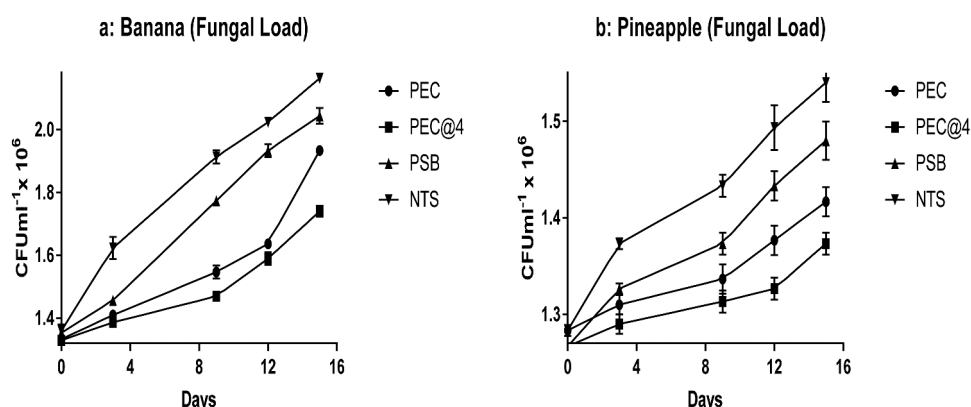 a: Banana (Fungal Load)
CFUml⁻¹x 10⁶
2.0
1.8
1.6
1.4
0 4 8 12 16
Days
PEC
PEC@4
PSB
NTS
b: Pineapple (Fungal Load)
CFUml⁻¹ x 10⁶
1.5
1.4
1.3
0 4 8 12 16
Days
PEC
PEC@4
PSB
NTS